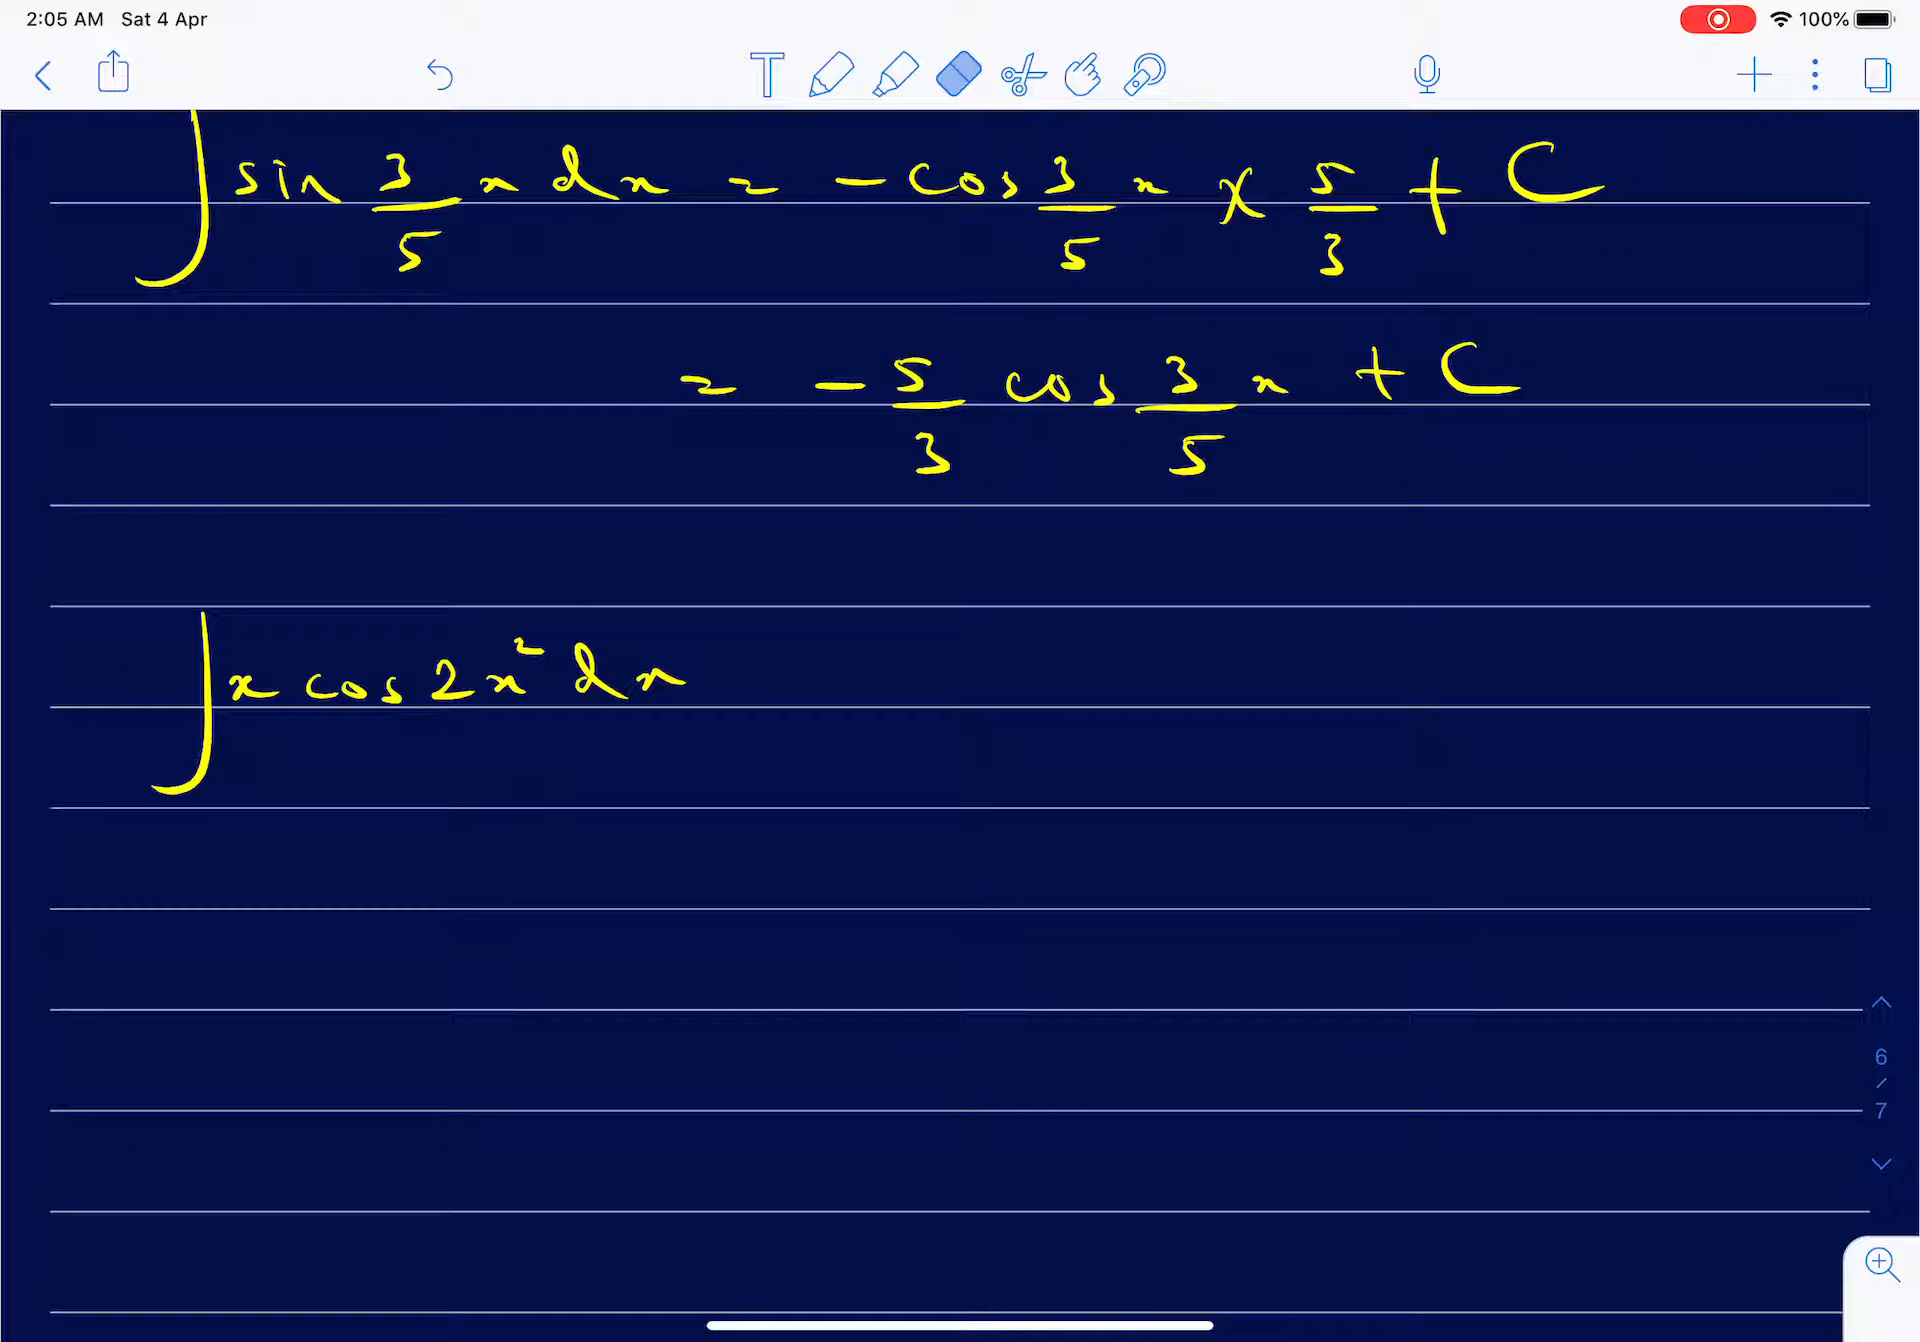 2:05 AM Sat 4 Apr 100%
∫ sin 3/5 x dx = - cos 3/5 x × 5/3 + C
= - 5/3 cos 3/5 x + C
∫ x cos 2x² dx
6
/
7